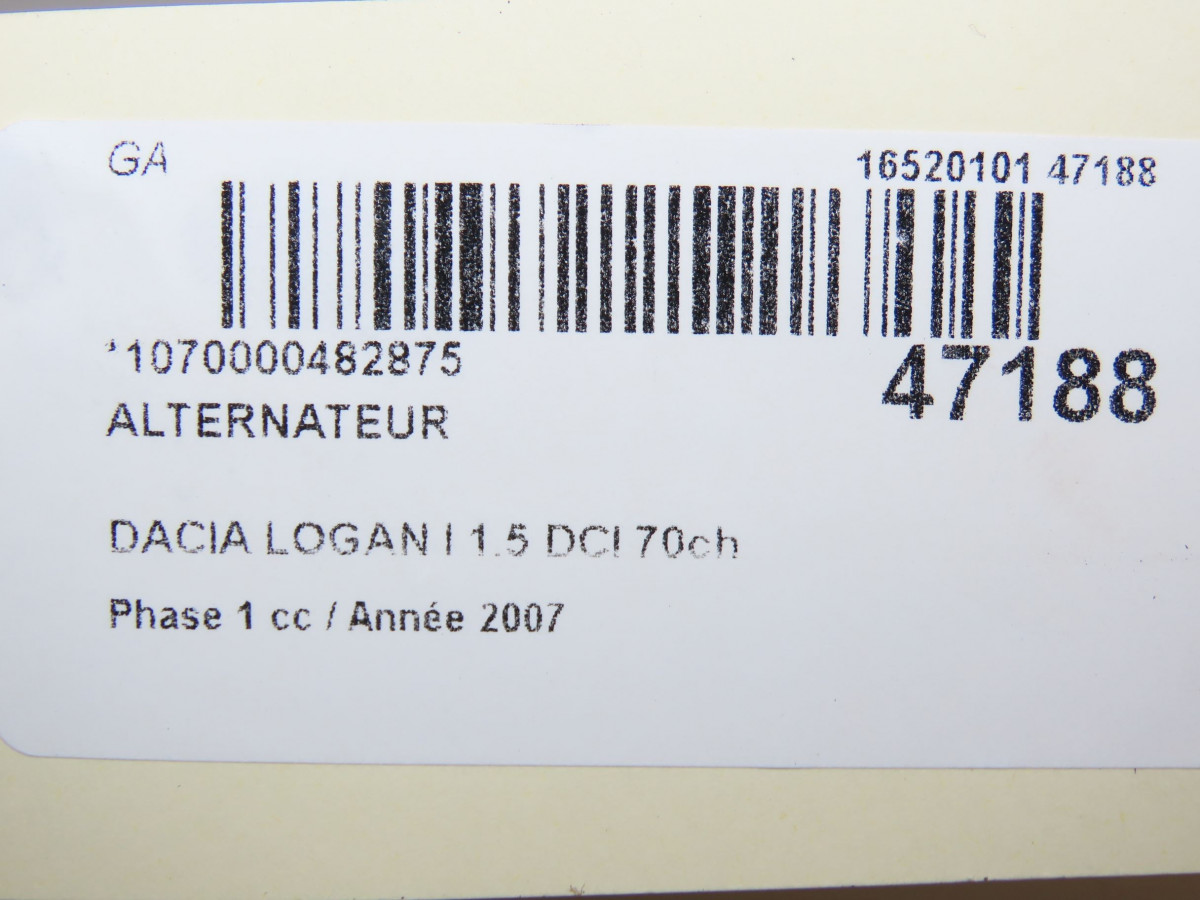 GA
16520101 47188
*1070000482875
47188
ALTERNATEUR
DACIA LOGAN I 1.5 DCI 70ch
Phase 1 cc / Année 2007